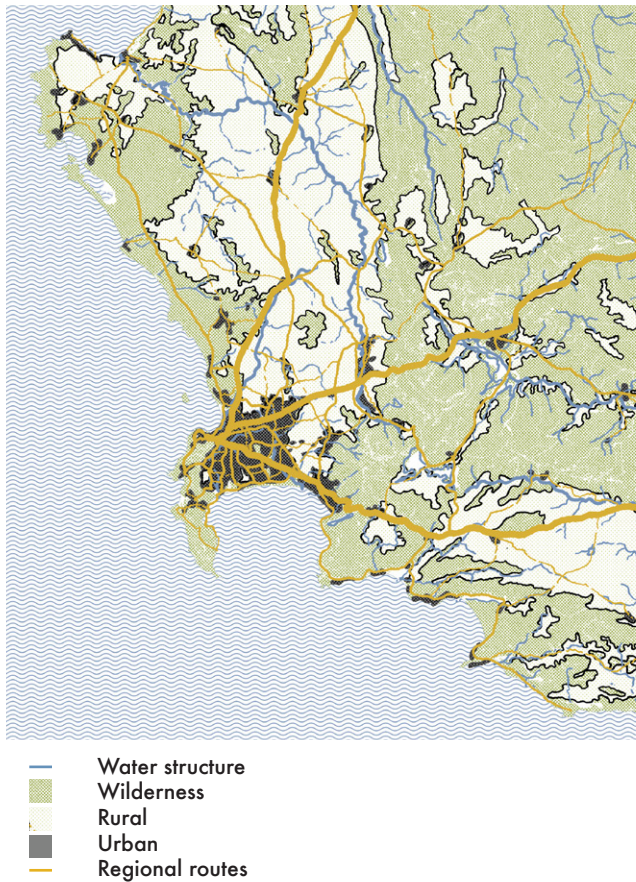 Water structure
Wilderness
Rural
Urban
Regional routes